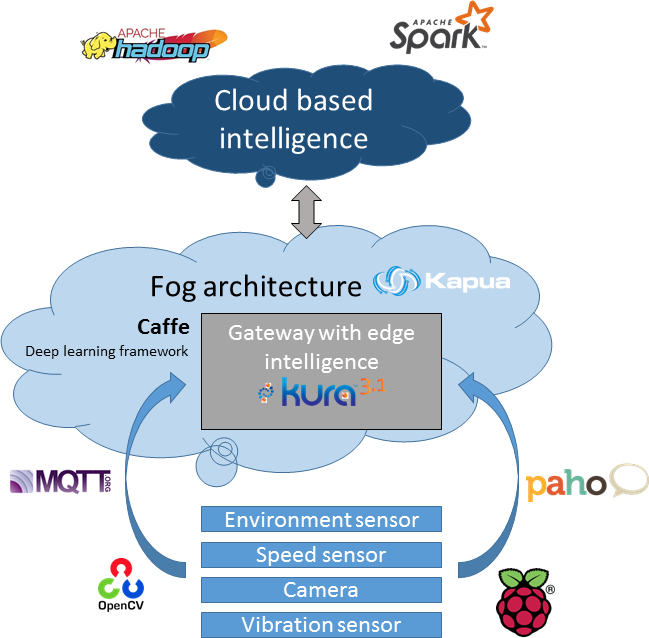 APACHE
hadoop
APACHE
Spark™
Cloud based
intelligence
Fog architecture
Kapua
Caffe
Deep learning framework
Gateway with edge
intelligence
kura 3.1
MQTT.ORG
paho
Environment sensor
Speed sensor
Camera
Vibration sensor
OpenCV
®